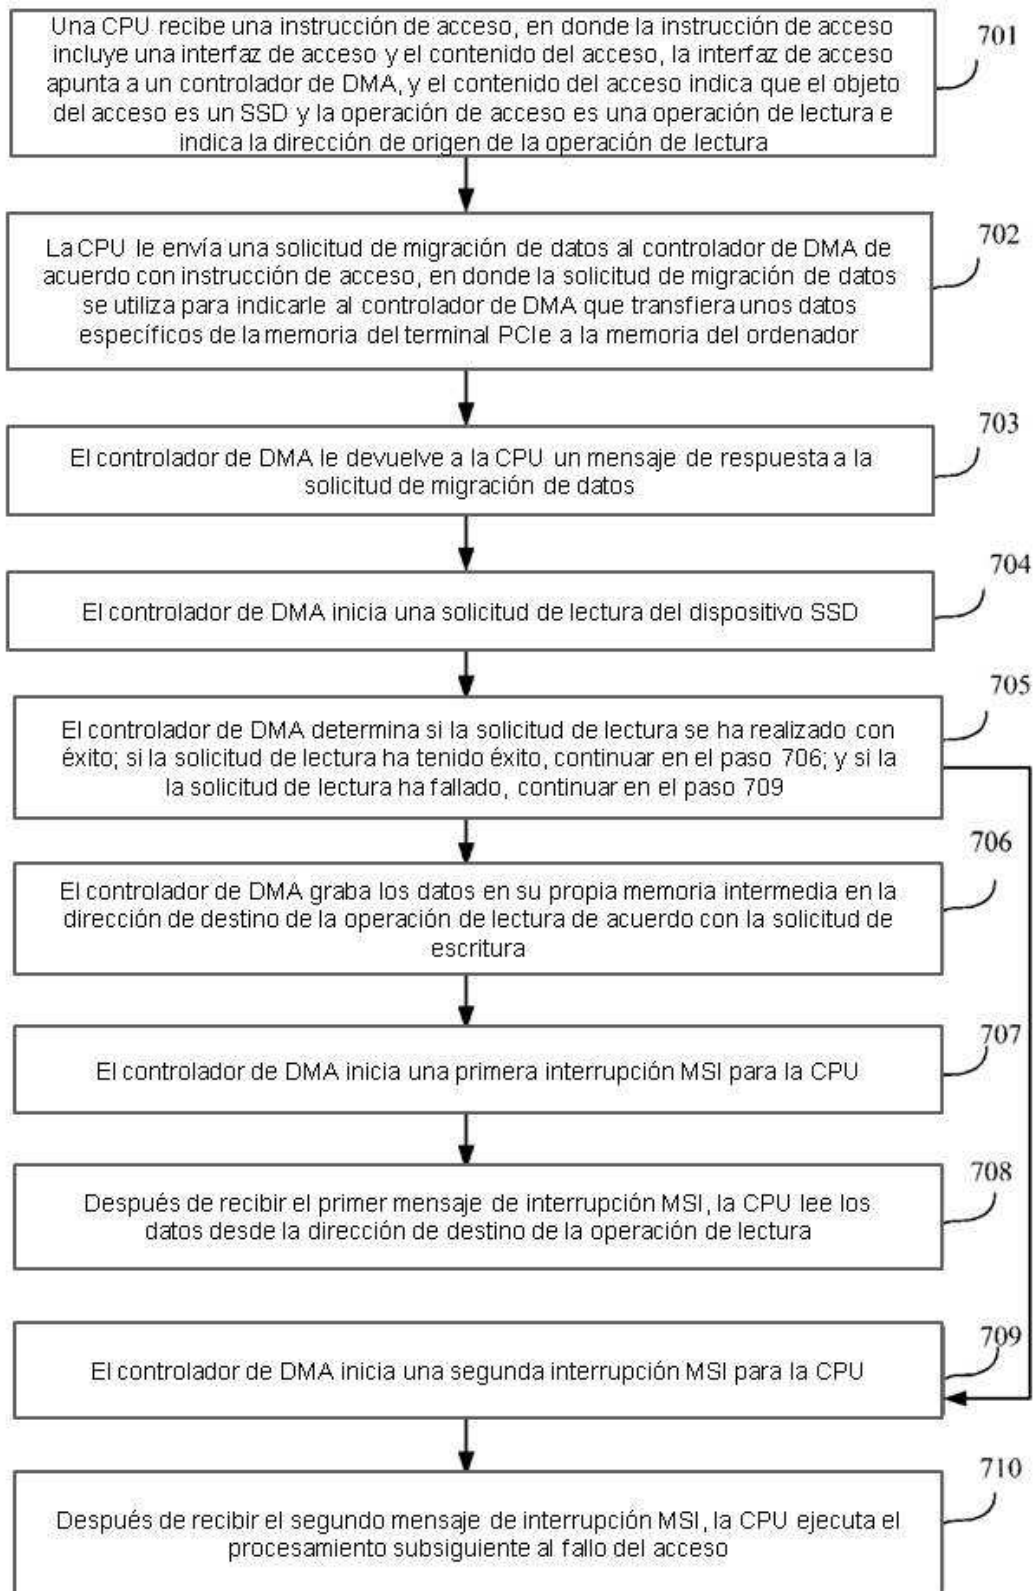 Una CPU recibe una instrucción de acceso, en donde la instrucción de acceso
incluye una interfaz de acceso y el contenido del acceso, la interfaz de acceso
apunta a un controlador de DMA, y el contenido del acceso indica que el objeto
del acceso es un SSD y la operación de acceso es una operación de lectura e
indica la dirección de origen de la operación de lectura
701
La CPU le envía una solicitud de migración de datos al controlador de DMA de
acuerdo con instrucción de acceso, en donde la solicitud de migración de datos
se utiliza para indicarle al controlador de DMA que transfiera unos datos
específicos de la memoria del terminal PCIe a la memoria del ordenador
702
El controlador de DMA le devuelve a la CPU un mensaje de respuesta a la
solicitud de migración de datos
703
El controlador de DMA inicia una solicitud de lectura del dispositivo SSD
704
El controlador de DMA determina si la solicitud de lectura se ha realizado con
éxito; si la solicitud de lectura ha tenido éxito, continuar en el paso 706; y si la
la solicitud de lectura ha fallado, continuar en el paso 709
705
El controlador de DMA graba los datos en su propia memoria intermedia en la
dirección de destino de la operación de lectura de acuerdo con la solicitud de
escritura
706
El controlador de DMA inicia una primera interrupción MSI para la CPU
707
Después de recibir el primer mensaje de interrupción MSI, la CPU lee los
datos desde la dirección de destino de la operación de lectura
708
El controlador de DMA inicia una segunda interrupción MSI para la CPU
709
Después de recibir el segundo mensaje de interrupción MSI, la CPU ejecuta el
procesamiento subsiguiente al fallo del acceso
710